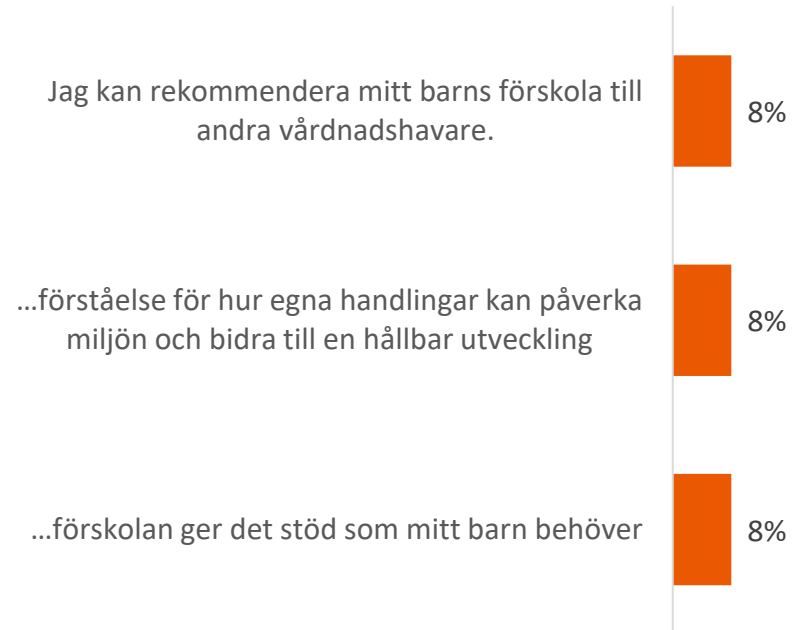 Jag kan rekommendera mitt barns förskola till
andra vårdnadshavare.
8%
…förståelse för hur egna handlingar kan påverka
miljön och bidra till en hållbar utveckling
8%
…förskolan ger det stöd som mitt barn behöver
8%